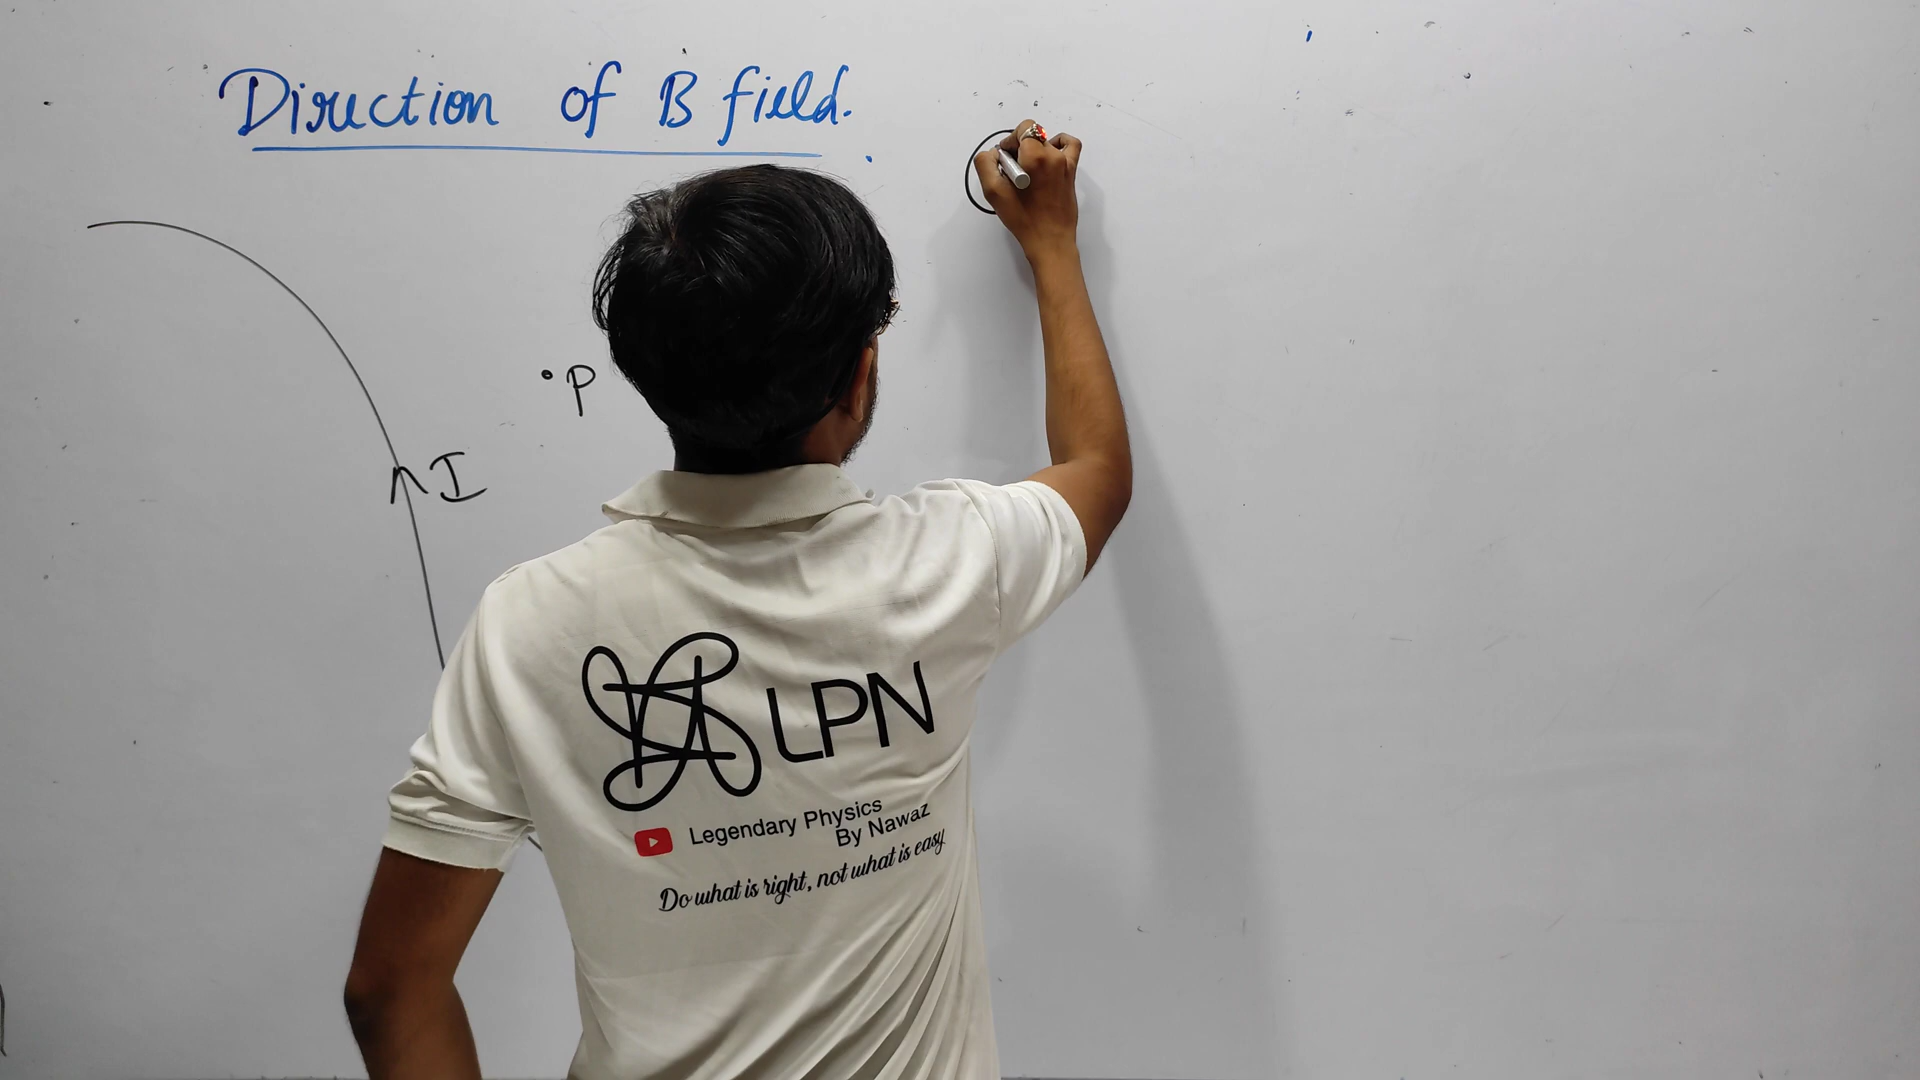 Direction of B field.
P
I
LPN
Legendary Physics
By Nawaz
Do what is right, not what is easy